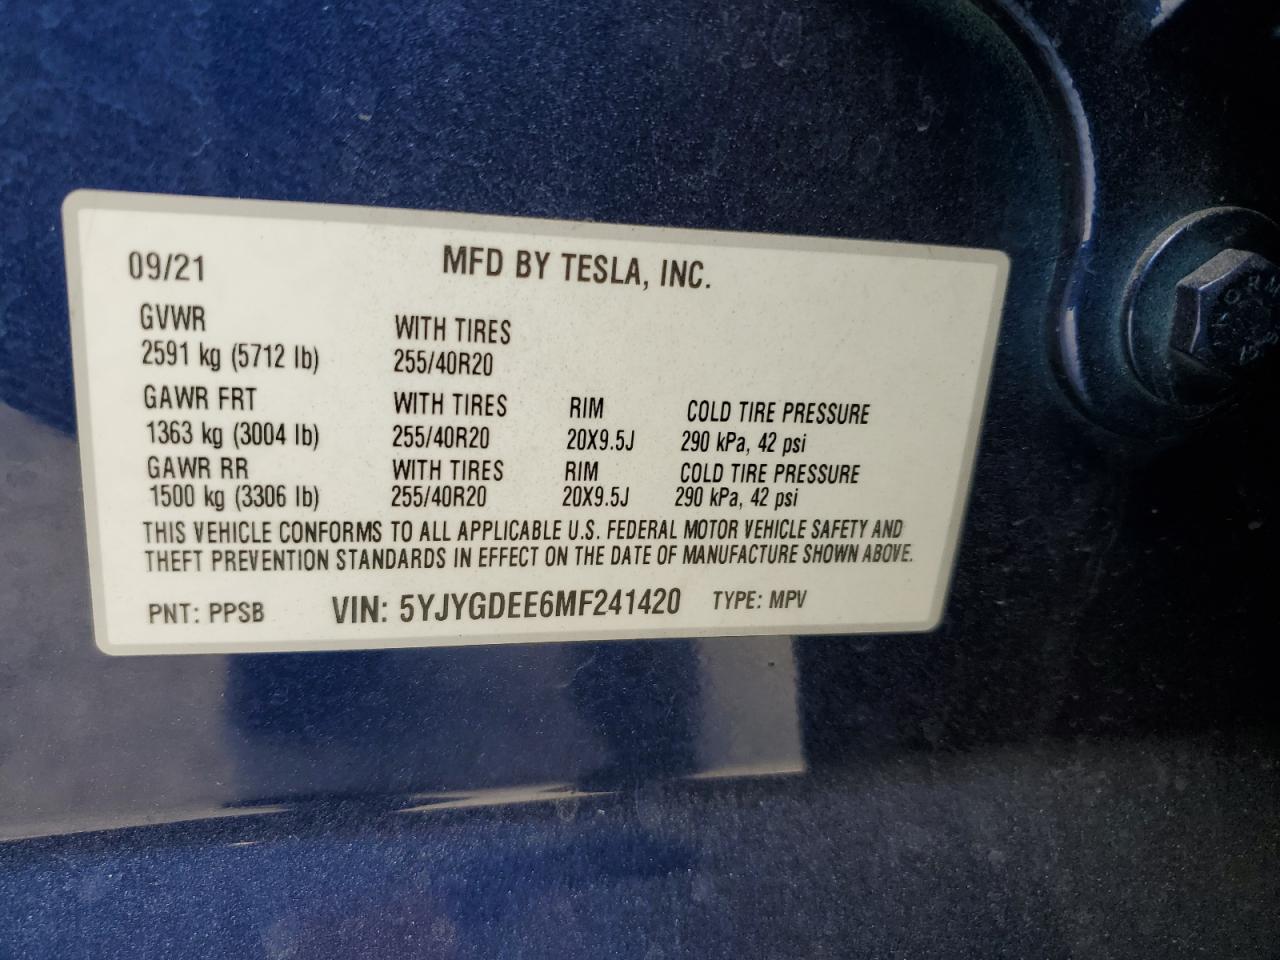 09/21 MFD BY TESLA, INC.
GVWR WITH TIRES
2591 kg (5712 lb) 255/40R20
GAWR FRT WITH TIRES RIM COLD TIRE PRESSURE
1363 kg (3004 lb) 255/40R20 20X9.5J 290 kPa, 42 psi
GAWR RR WITH TIRES RIM COLD TIRE PRESSURE
1500 kg (3306 lb) 255/40R20 20X9.5J 290 kPa, 42 psi
THIS VEHICLE CONFORMS TO ALL APPLICABLE U.S. FEDERAL MOTOR VEHICLE SAFETY AND
THEFT PREVENTION STANDARDS IN EFFECT ON THE DATE OF MANUFACTURE SHOWN ABOVE.
PNT: PPSB VIN: 5YJYGDEE6MF241420 TYPE: MPV